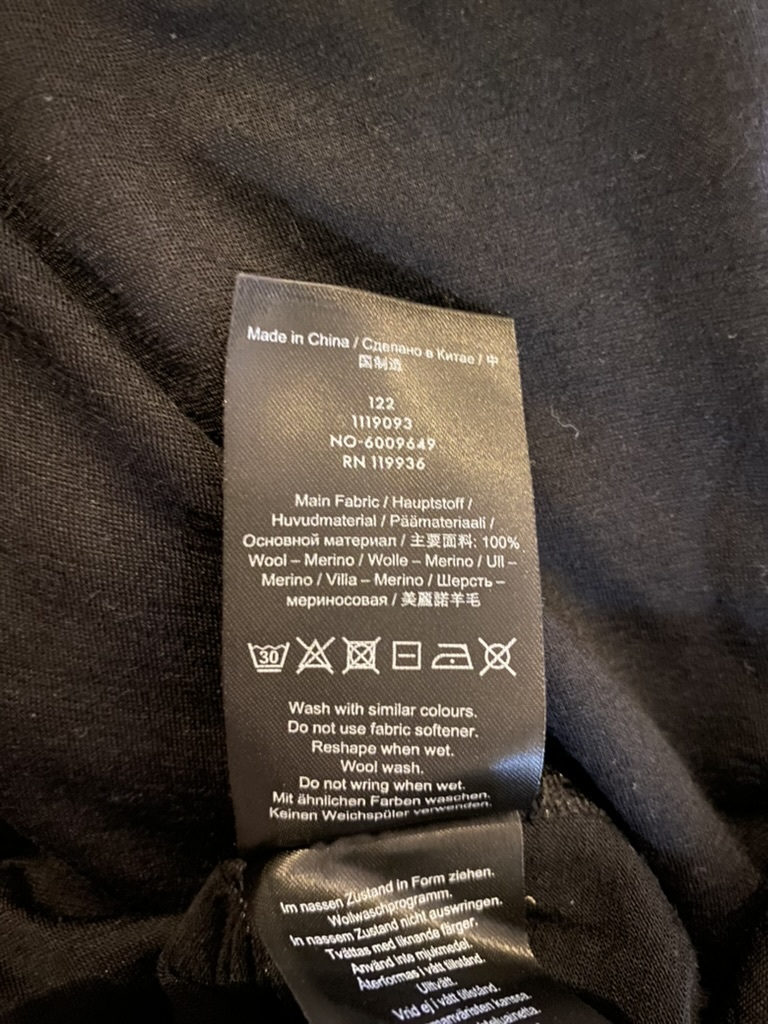 Made in China / Сделано в Китае / 中
国制造
122
1119093
NO-6009649
RN 119936
Main Fabric / Hauptstoff /
Huvudmaterial / Päämateriaali /
Основной материал / 主要面料: 100%
Wool – Merino / Wolle – Merino / Ull –
Merino / Villa – Merino / Шерсть –
мериносовая / 美麗諾羊毛
30
Wash with similar colours.
Do not use fabric softener.
Reshape when wet.
Wool wash.
Do not wring when wet.
Mit ähnlichen Farben waschen.
Keinen Weichspüler verwenden.
Im nassen Zustand in Form ziehen.
Wollwaschprogramm.
In nassem Zustand nicht auswringen.
Tvättas med liknande färger.
Använd inte mjukmedel.
Återformas i vått tillstånd.
Ulltvätt.
Vrid ej i vått tillstånd.
kanssa.